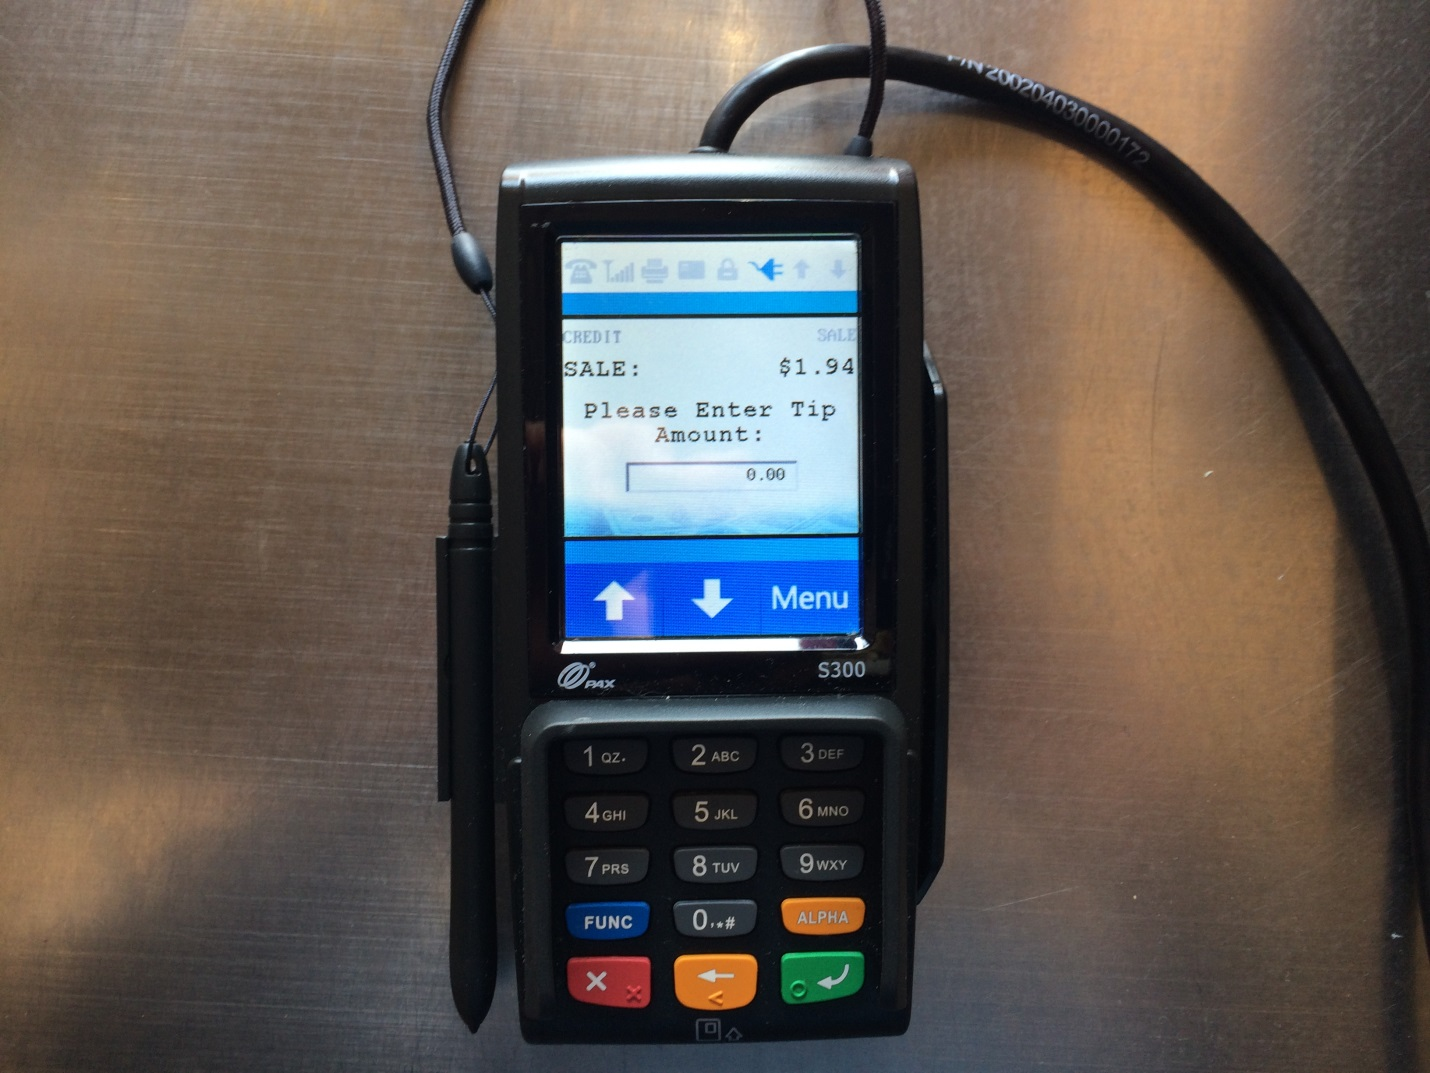 P/N 200204030000172
CREDIT SALE
SALE: $1.94
Please Enter Tip
Amount:
0.00
Menu
PAX® S300
1 QZ. 2 ABC 3 DEF
4 GHI 5 JKL 6 MNO
7 PRS 8 TUV 9 WXY
FUNC 0,*# ALPHA